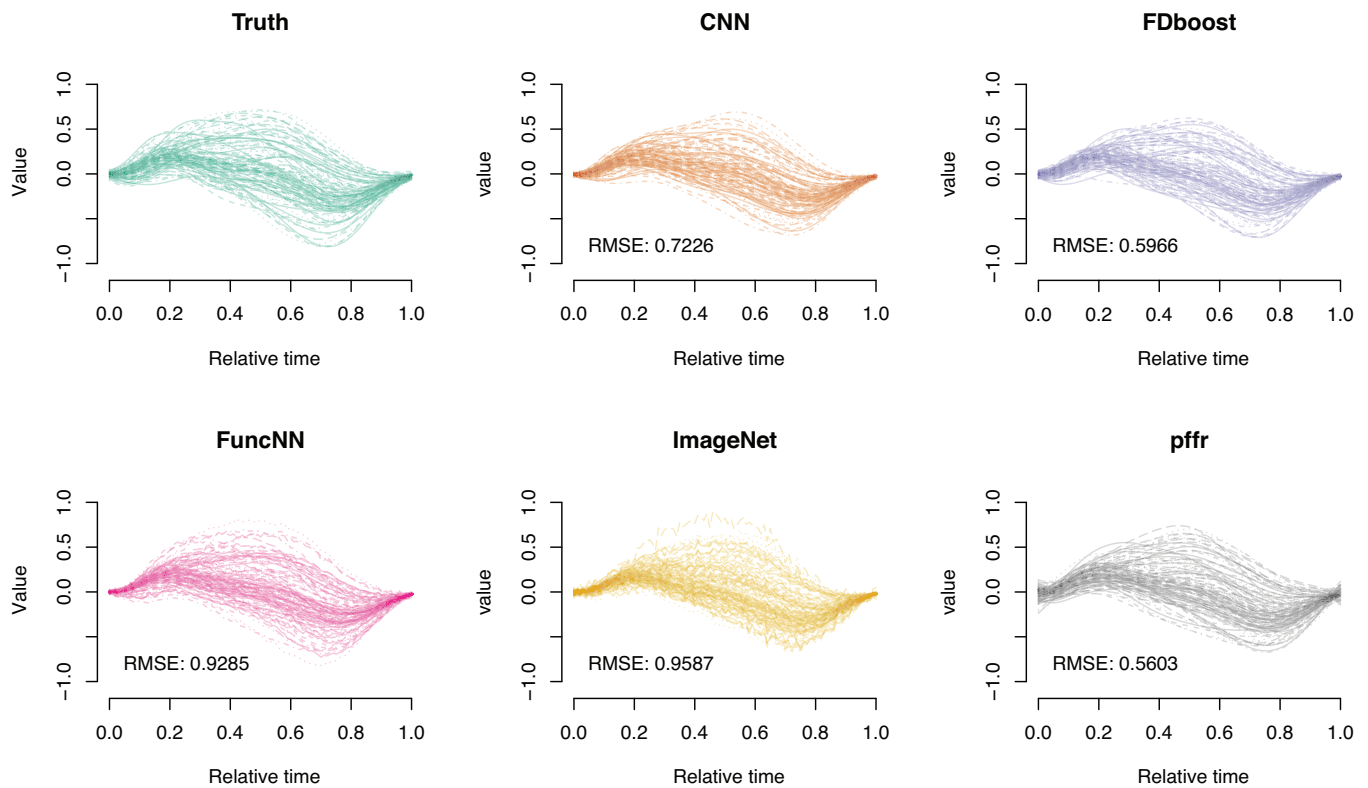 Truth
CNN
FDboost
Value
1.0
0.5
0.0
−1.0
0.0 0.2 0.4 0.6 0.8 1.0
Relative time
value
1.0
0.5
0.0
−1.0
RMSE: 0.7226
0.0 0.2 0.4 0.6 0.8 1.0
Relative time
Value
1.0
0.5
0.0
−1.0
RMSE: 0.5966
0.0 0.2 0.4 0.6 0.8 1.0
Relative time
FuncNN
ImageNet
pffr
Value
1.0
0.5
0.0
−1.0
RMSE: 0.9285
0.0 0.2 0.4 0.6 0.8 1.0
Relative time
value
1.0
0.5
0.0
−1.0
RMSE: 0.9587
0.0 0.2 0.4 0.6 0.8 1.0
Relative time
value
1.0
0.5
0.0
−1.0
RMSE: 0.5603
0.0 0.2 0.4 0.6 0.8 1.0
Relative time